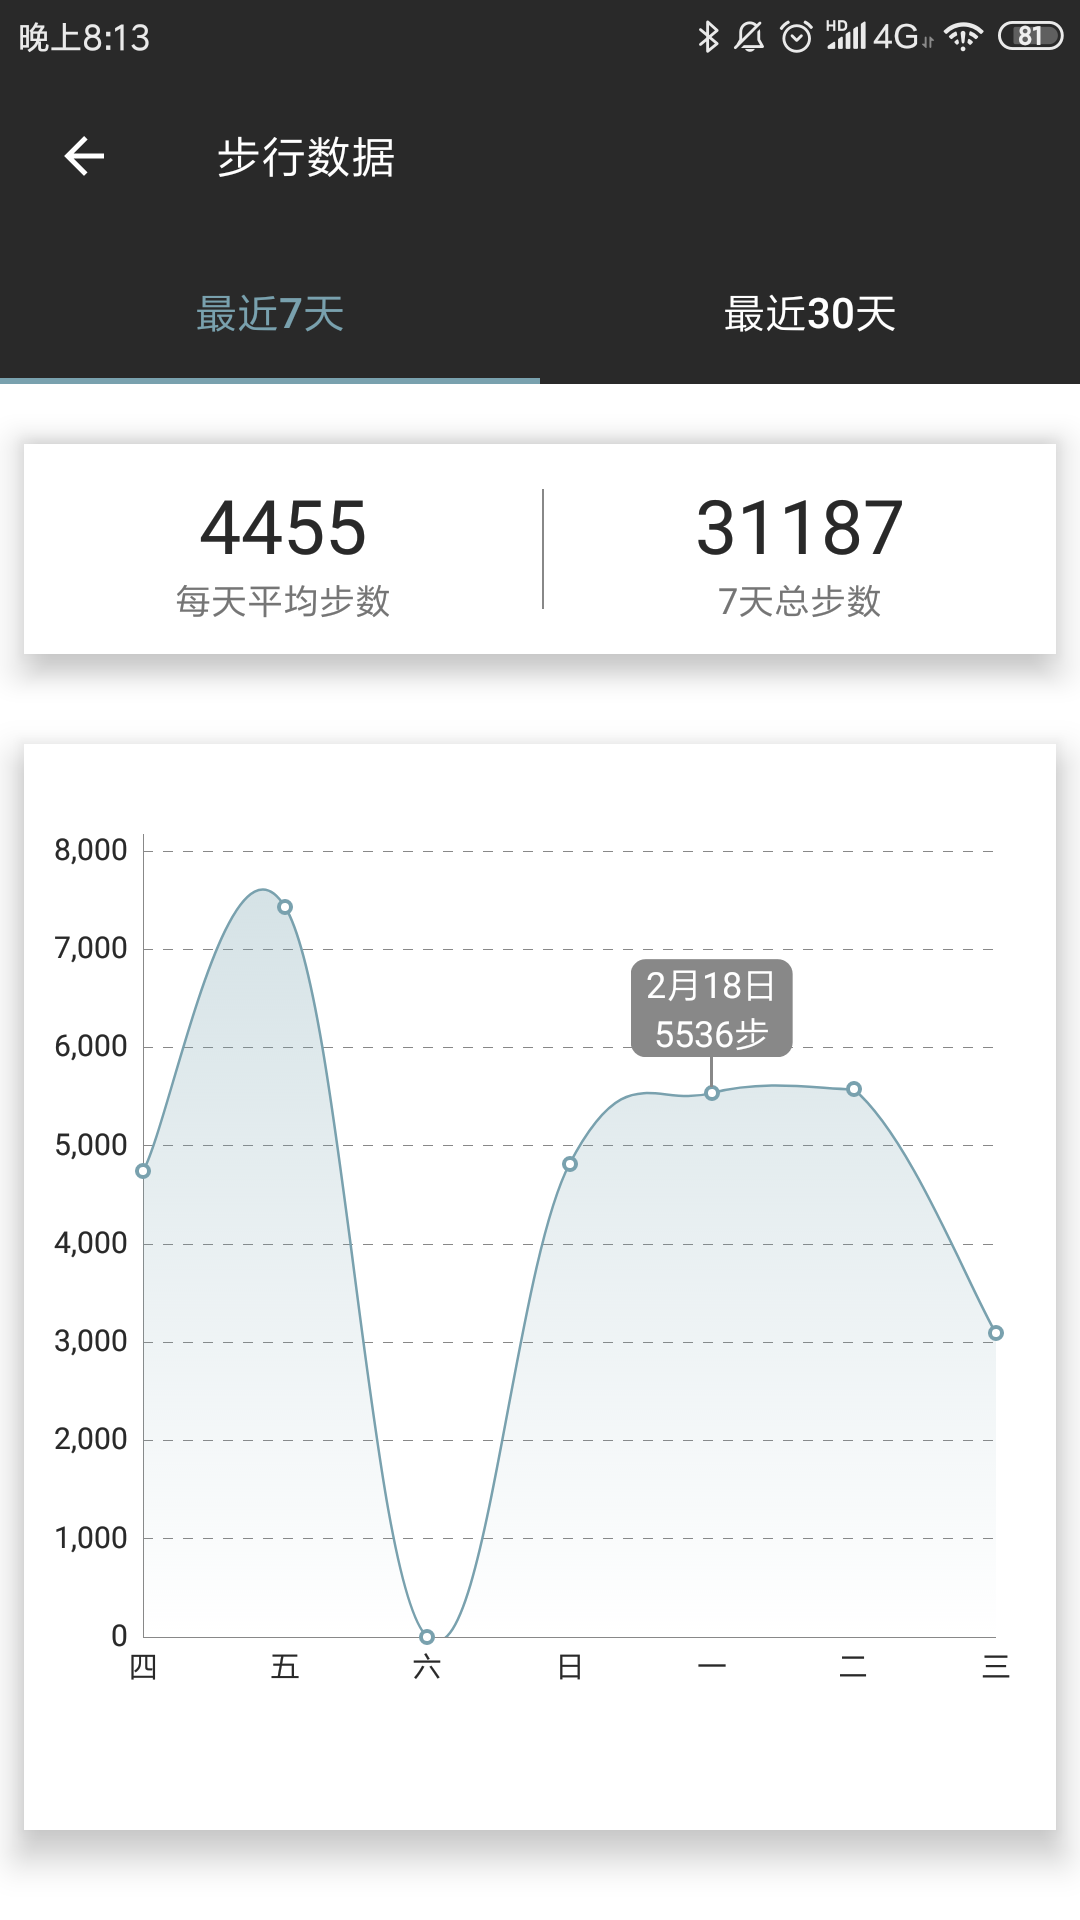 晚上8:13
HD 4G 81
步行数据
最近7天 最近30天
4455 31187
每天平均步数 7天总步数
8,000
7,000
2月18日
5536步
6,000
5,000
4,000
3,000
2,000
1,000
0
四 五 六 日 一 二 三